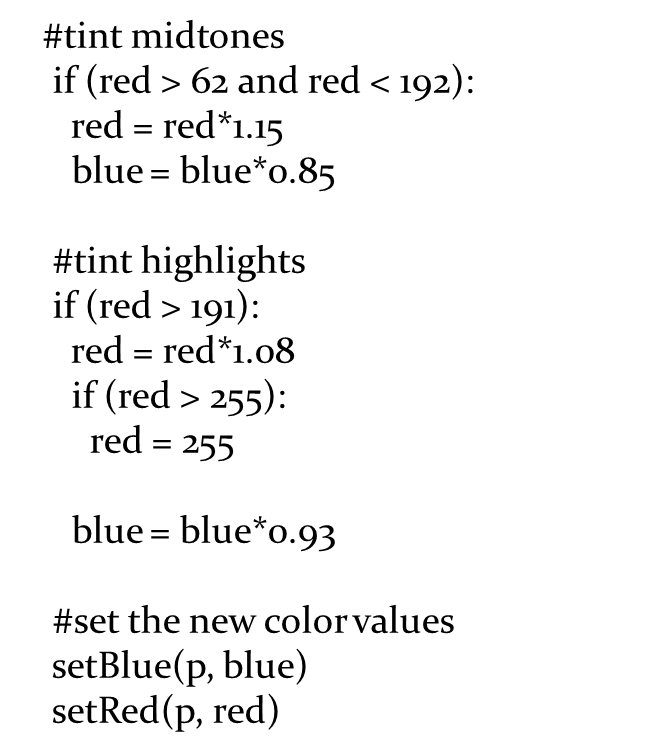 #tint midtones
if (red > 62 and red < 192):
red = red*1.15
blue = blue*0.85
#tint highlights
if (red > 191):
red = red*1.08
if (red > 255):
red = 255
blue = blue*0.93
#set the new color values
setBlue(p, blue)
setRed(p, red)